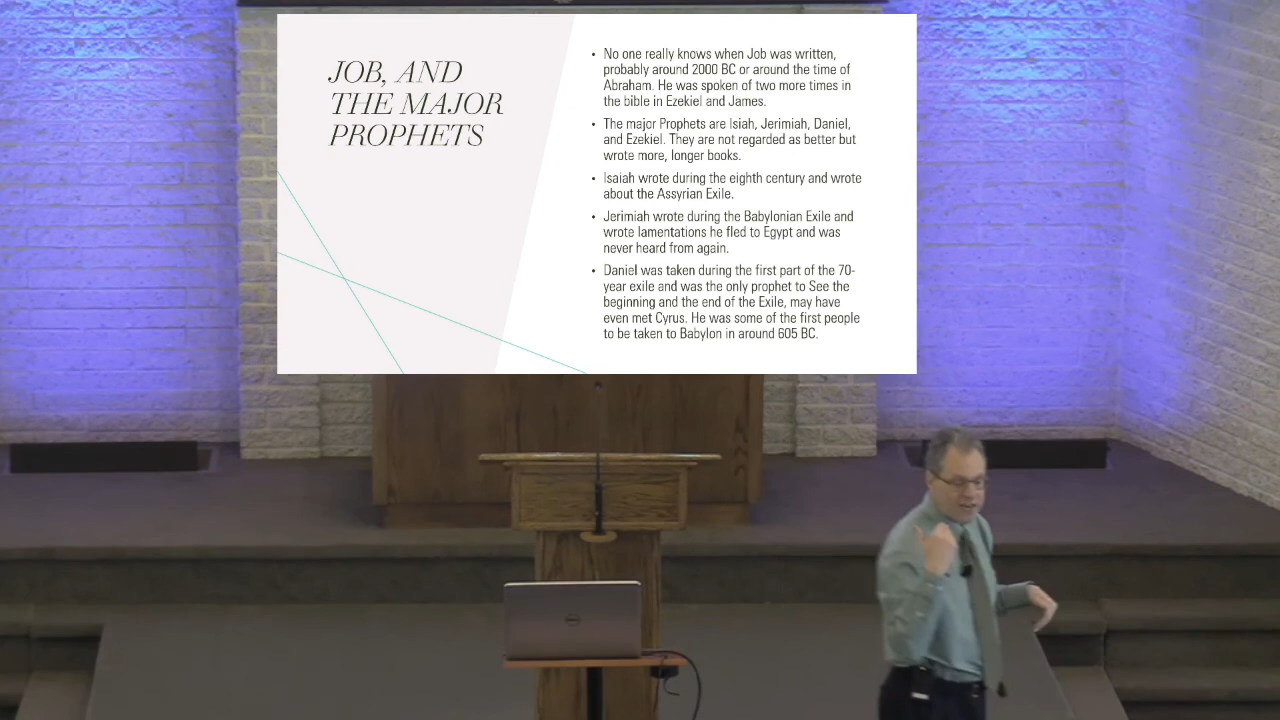 JOB, AND
THE MAJOR
PROPHETS
• No one really knows when Job was written,
probably around 2000 BC or around the time of
Abraham. He was spoken of two more times in
the bible in Ezekiel and James.
• The major Prophets are Isiah, Jerimiah, Daniel,
and Ezekiel. They are not regarded as better but
wrote more, longer books.
• Isaiah wrote during the eighth century and wrote
about the Assyrian Exile.
• Jerimiah wrote during the Babylonian Exile and
wrote lamentations he fled to Egypt and was
never heard from again.
• Daniel was taken during the first part of the 70-
year exile and was the only prophet to See the
beginning and the end of the Exile, may have
even met Cyrus. He was some of the first people
to be taken to Babylon in around 605 BC.
DELL